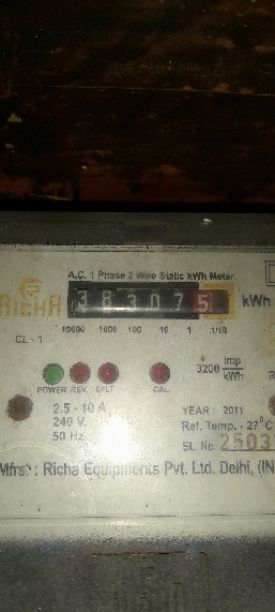 A.C. 1 Phase 2 Wire Static kWh Meter
RICHA 383075 kWh
10000 1000 100 10 1 1/10
CL - 1
3200 imp/kWh
POWER REV. EFLT CAL.
2.5 - 10 A
240 V.
50 Hz
YEAR : 2011
Ref. Temp. - 27°C
SL. No. 2503
Mfrs. : Richa Equipments Pvt. Ltd. Delhi, (IN